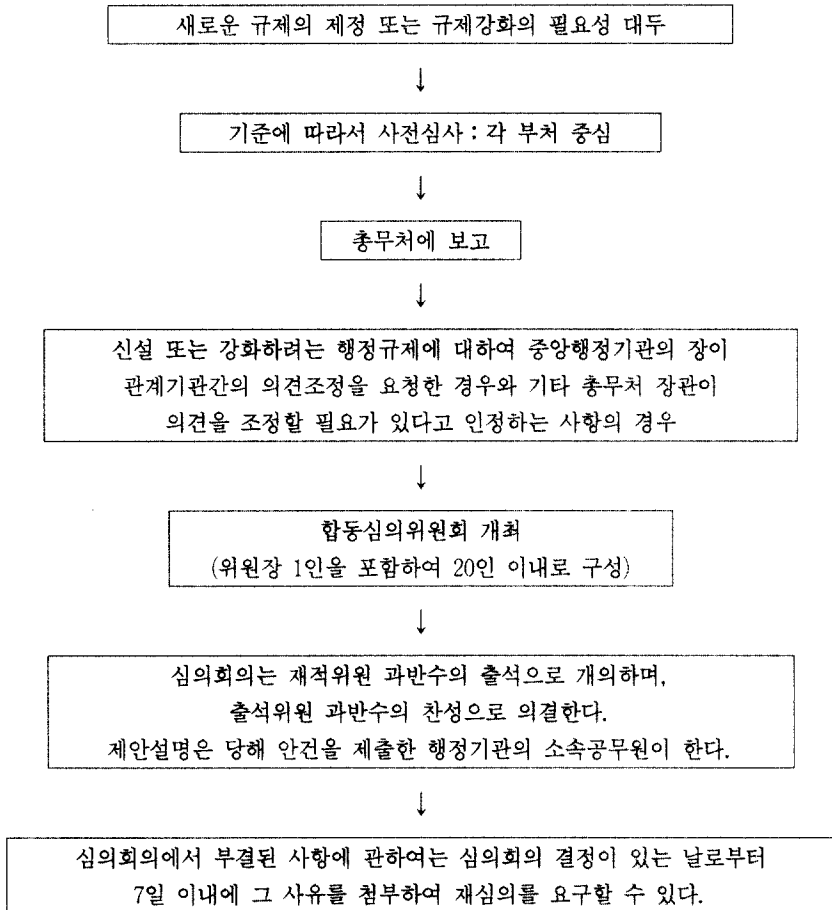 새로운 규제의 제정 또는 규제강화의 필요성 대두
↓
기준에 따라서 사전심사 : 각 부처 중심
↓
총무처에 보고
↓
신설 또는 강화하려는 행정규제에 대하여 중앙행정기관의 장이
관계기관간의 의견조정을 요청한 경우와 기타 총무처 장관이
의견을 조정할 필요가 있다고 인정하는 사항의 경우
↓
합동심의위원회 개최
(위원장 1인을 포함하여 20인 이내로 구성)
↓
심의회의는 재적위원 과반수의 출석으로 개의하며,
출석위원 과반수의 찬성으로 의결한다.
제안설명은 당해 안건을 제출한 행정기관의 소속공무원이 한다.
↓
심의회의에서 부결된 사항에 관하여는 심의회의 결정이 있는 날로부터
7일 이내에 그 사유를 첨부하여 재심의를 요구할 수 있다.